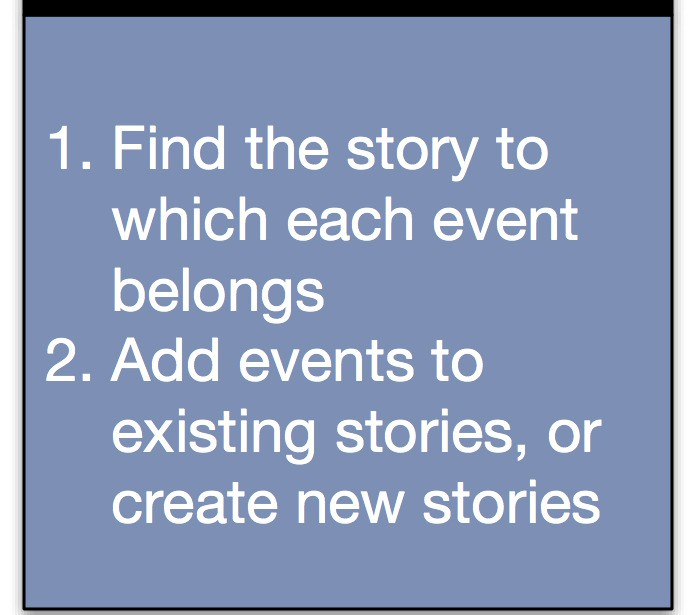 1. Find the story to
which each event
belongs
2. Add events to
existing stories, or
create new stories